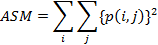 ASM = ∑_i ∑_j {p(i,j)}²